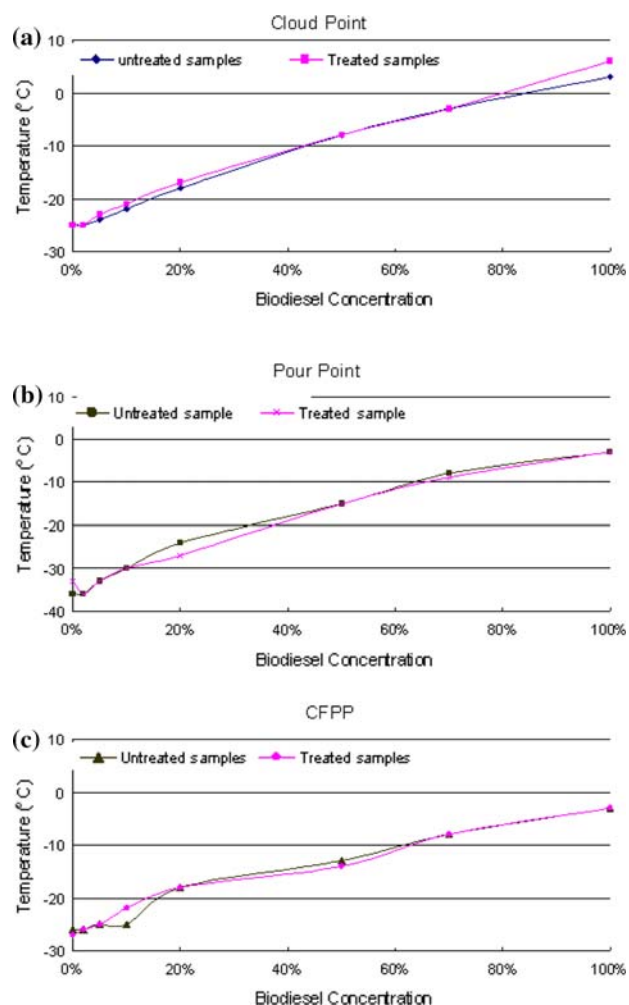 (a)
Cloud Point
untreated samples
Treated samples
10
0
-10
-20
-30
Temperature (°C)
0% 20% 40% 60% 80% 100%
Biodiesel Concentration
(b)
Pour Point
Untreated sample
Treated sample
10
0
-10
-20
-30
-40
Temperature (°C)
0% 20% 40% 60% 80% 100%
Biodiesel Concentration
(c)
CFPP
Untreated samples
Treated samples
10
0
-10
-20
-30
Temperature (°C)
0% 20% 40% 60% 80% 100%
Biodiesel Concentration